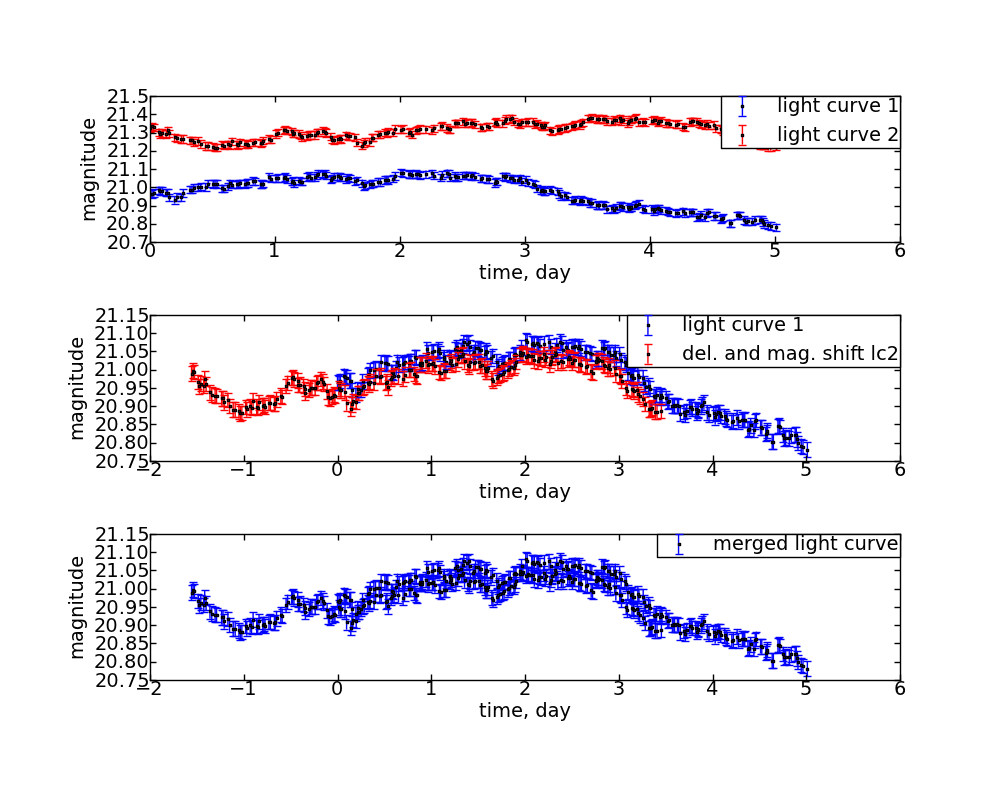 21.5
21.4
21.3
21.2
21.1
21.0
20.9
20.8
20.7
magnitude
light curve 1
light curve 2
0 1 2 3 4 5 6
time, day
21.15
21.10
21.05
21.00
20.95
20.90
20.85
20.80
20.75
magnitude
light curve 1
del. and mag. shift lc2
−2 −1 0 1 2 3 4 5 6
time, day
21.15
21.10
21.05
21.00
20.95
20.90
20.85
20.80
20.75
magnitude
merged light curve
−2 −1 0 1 2 3 4 5 6
time, day